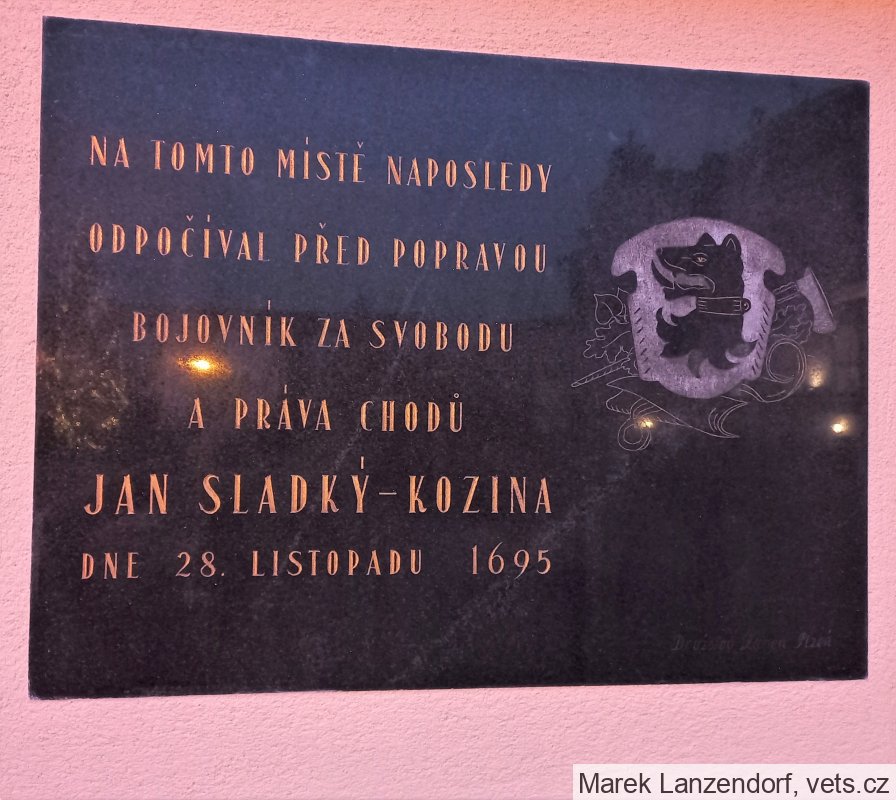 NA TOMTO MÍSTĚ NAPOSLEDY
ODPOČÍVAL PŘED POPRAVOU
BOJOVNÍK ZA SVOBODU
A PRÁVA CHODŮ
JAN SLADKÝ-KOZINA
DNE 28. LISTOPADU 1695
Plzeň
Marek Lanzendorf, vets.cz